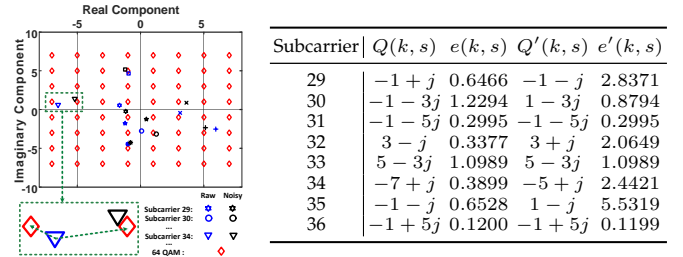 Real Component
-5
0
5
10
5
0
-5
-10
Imaginary Component
Raw Noisy
Subcarrier 29:
Subcarrier 30:
...
Subcarrier 34:
...
64 QAM :
Subcarrier Q(k, s) e(k, s) Q′(k, s) e′(k, s)
29 −1 + j 0.6466 −1 − j 2.8371
30 −1 − 3j 1.2294 1 − 3j 0.8794
31 −1 − 5j 0.2995 −1 − 5j 0.2995
32 3 − j 0.3377 3 + j 2.0649
33 5 − 3j 1.0989 5 − 3j 1.0989
34 −7 + j 0.3899 −5 + j 2.4421
35 −1 − j 0.6528 1 − j 5.5319
36 −1 + 5j 0.1200 −1 + 5j 0.1199